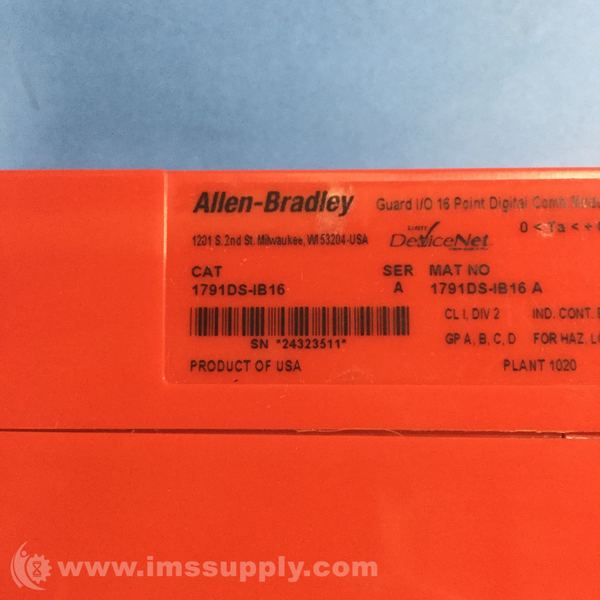 Allen-Bradley Guard I/O 16 Point Digital Comb
1201 S. 2nd St. Milwaukee, WI 53204-USA DeviceNet 0 < Ta < +
CAT SER MAT NO
1791DS-IB16 A 1791DS-IB16 A
CL I, DIV 2 IND. CONT.
SN *24323511* GP A, B, C, D FOR HAZ.
PRODUCT OF USA PLANT 1020
www.imssupply.com